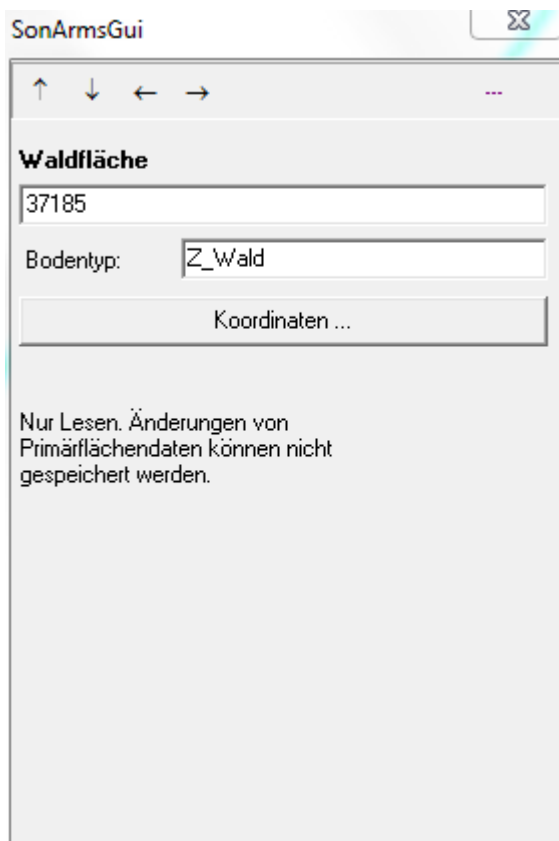 SonArmsGui
↑ ↓ ← → ---
Waldfläche
37185
Bodentyp: Z_Wald
Koordinaten ...
Nur Lesen. Änderungen von
Primärflächendaten können nicht
gespeichert werden.